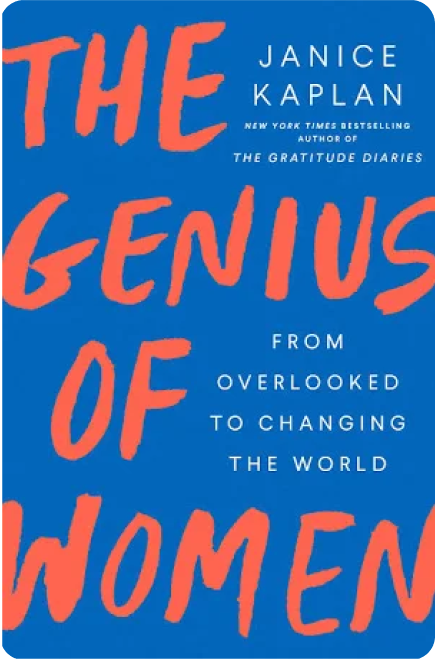 THE
JANICE
KAPLAN
NEW YORK TIMES BESTSELLING
AUTHOR OF
THE GRATITUDE DIARIES
GENIUS
OF
FROM
OVERLOOKED
TO CHANGING
THE WORLD
WOMEN